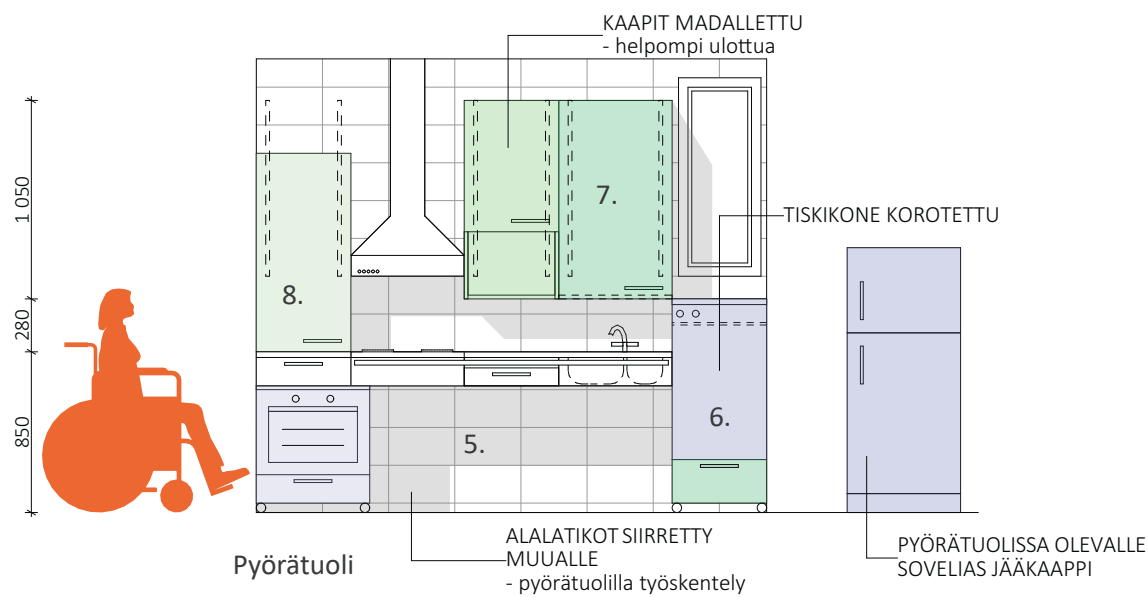 KAAPIT MADALLETTU
- helpompi ulottua
1 050
7.
TISKIKONE KOROTETTU
8.
280
850
5.
6.
Pyörätuoli
ALALATIKOT SIIRRETTY
MUUALLE
- pyörätuolilla työskentely
PYÖRÄTUOLISSA OLEVALLE
SOVELIAS JÄÄKAAPPI